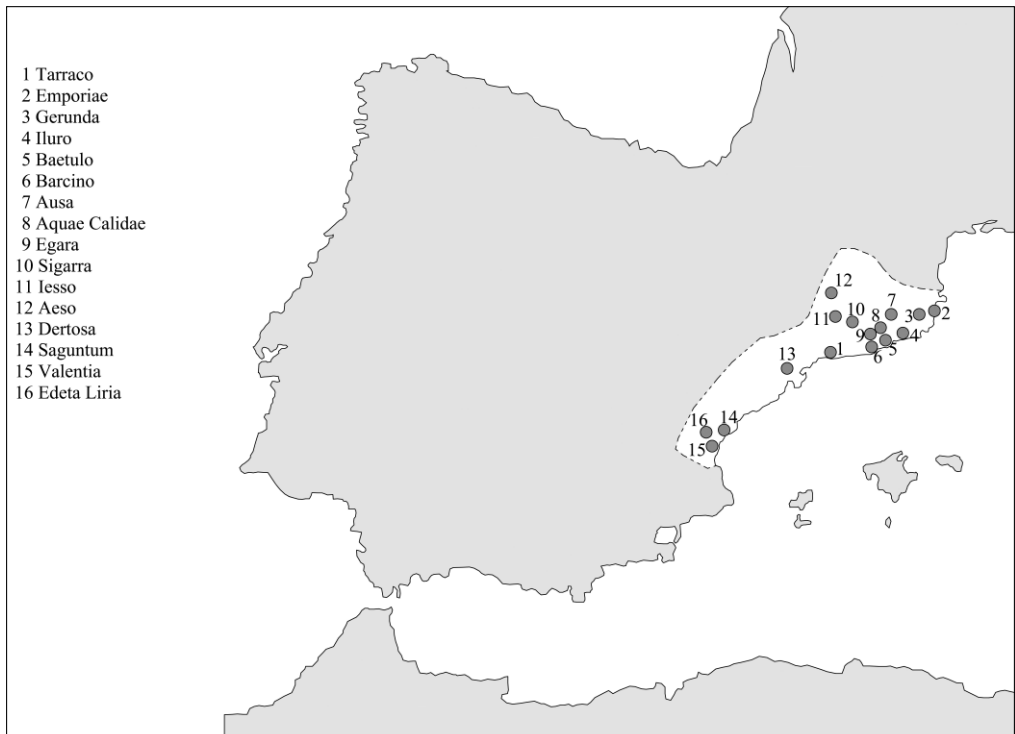 1 Tarraco
2 Emporiae
3 Gerunda
4 Iluro
5 Baetulo
6 Barcino
7 Ausa
8 Aquae Calidae
9 Egara
10 Sigarra
11 Iesso
12 Aeso
13 Dertosa
14 Saguntum
15 Valentia
16 Edeta Liria
12
11
10
7
3
2
8
9
4
5
6
1
13
16
14
15